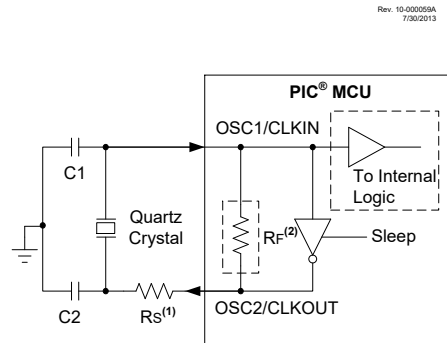 Rev. 10-000059A
7/30/2013
PIC® MCU
OSC1/CLKIN
C1
To Internal
Logic
Quartz
Crystal
RF(2)
Sleep
C2
RS(1)
OSC2/CLKOUT